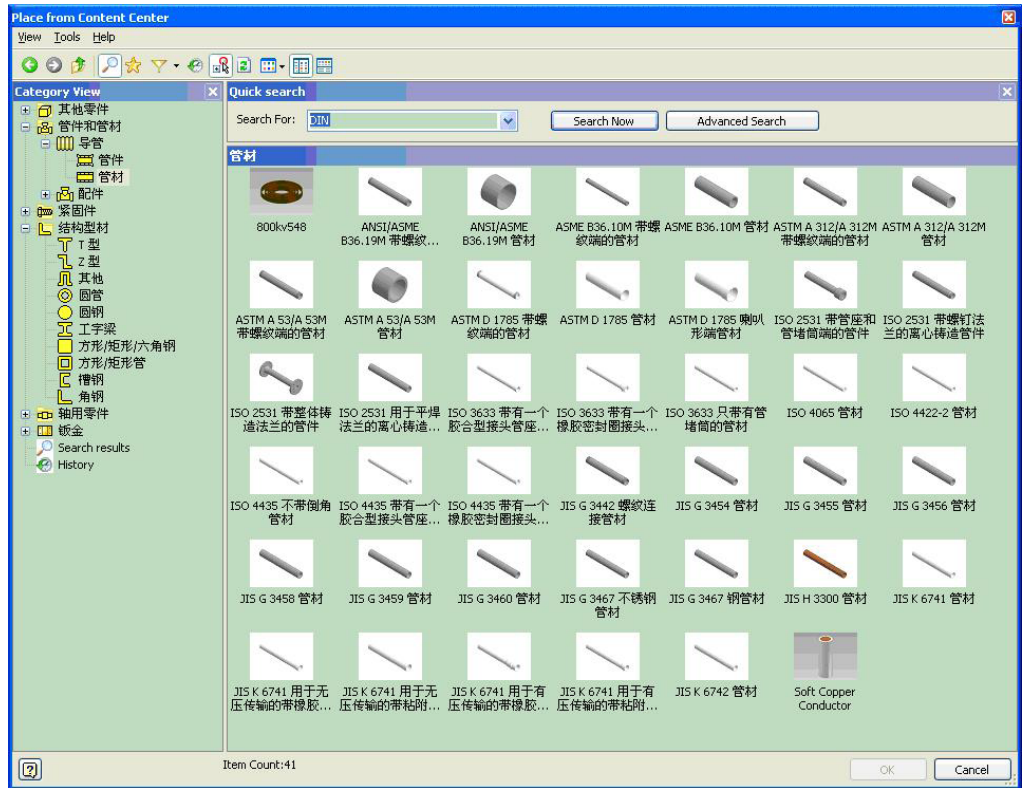 Place from Content Center
View Tools Help
Category View
其他零件
管件和管材
导管
管件
管材
配件
紧固件
结构型材
T 型
Z 型
其他
圆管
圆钢
工字梁
方形/矩形/六角钢
方形/矩形管
槽钢
角钢
轴用零件
钣金
Search results
History
Quick search
Search For: DIN Search Now Advanced Search
管材
800kv548
ANSI/ASME
B36.19M 带螺纹...
ANSI/ASME
B36.19M 管材
ASME B36.10M 带螺
纹端的管材
ASME B36.10M 管材
ASTM A 312/A 312M
带螺纹端的管材
ASTM A 312/A 312M
管材
ASTM A 53/A 53M
带螺纹端的管材
ASTM A 53/A 53M
管材
ASTM D 1785 带螺
纹端的管材
ASTM D 1785 管材
ASTM D 1785 喇叭
形端管材
ISO 2531 带管座和
管堵筒端的管件
ISO 2531 带螺钉法
兰的离心铸造管件
ISO 2531 带整体铸
造法兰的管件
ISO 2531 用于平焊
法兰的离心铸造...
ISO 3633 带有一个
胶合型接头管座...
ISO 3633 带有一个
橡胶密封圈接头...
ISO 3633 只带有管
堵筒的管材
ISO 4065 管材
ISO 4422-2 管材
ISO 4435 不带倒角
管材
ISO 4435 带有一个
胶合型接头管座...
ISO 4435 带有一个
橡胶密封圈接头...
JIS G 3442 螺纹连
接管材
JIS G 3454 管材
JIS G 3455 管材
JIS G 3456 管材
JIS G 3458 管材
JIS G 3459 管材
JIS G 3460 管材
JIS G 3467 不锈钢
管材
JIS G 3467 钢管材
JIS H 3300 管材
JIS K 6741 管材
JIS K 6741 用于无
压传输的带橡胶...
JIS K 6741 用于无
压传输的带粘附...
JIS K 6741 用于有
压传输的带橡胶...
JIS K 6741 用于有
压传输的带粘附...
JIS K 6742 管材
Soft Copper
Conductor
Item Count:41
OK Cancel